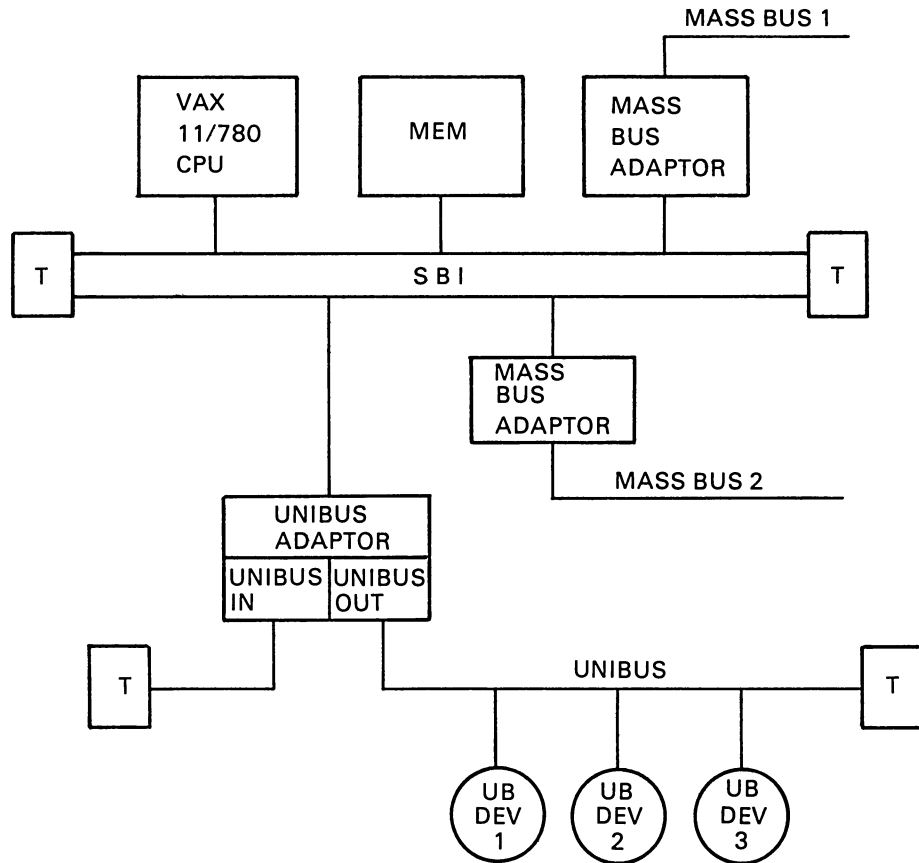 MASS BUS 1
VAX
11/780
CPU
MEM
MASS
BUS
ADAPTOR
T
SBI
T
MASS
BUS
ADAPTOR
MASS BUS 2
UNIBUS
ADAPTOR
UNIBUS
IN
UNIBUS
OUT
T
UNIBUS
T
UB
DEV
1
UB
DEV
2
UB
DEV
3